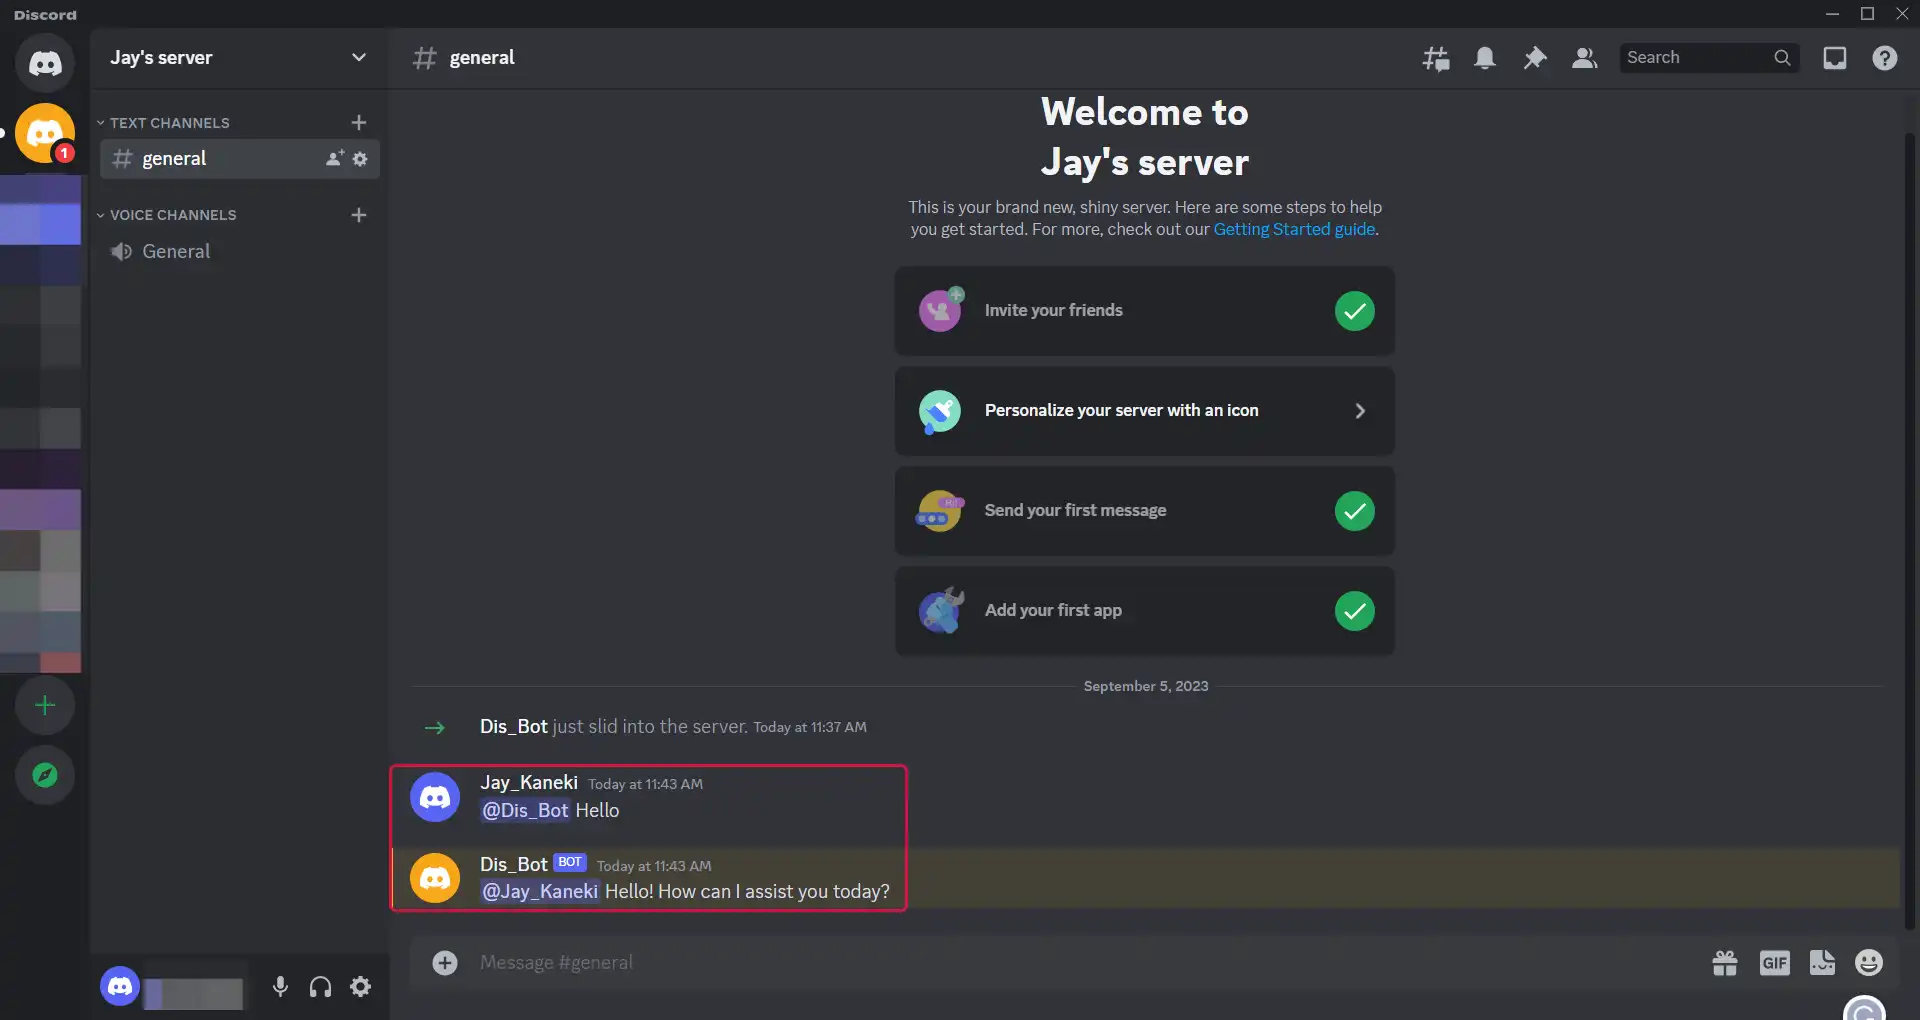 Discord
Jay's server
general
Search
TEXT CHANNELS
general
VOICE CHANNELS
General
1
Welcome to
Jay's server
This is your brand new, shiny server. Here are some steps to help
you get started. For more, check out our Getting Started guide.
Invite your friends
Personalize your server with an icon
Hi!
Send your first message
Add your first app
September 5, 2023
Dis_Bot just slid into the server. Today at 11:37 AM
Jay_Kaneki Today at 11:43 AM
@Dis_Bot Hello
Dis_Bot BOT Today at 11:43 AM
@Jay_Kaneki Hello! How can I assist you today?
Message #general
GIF